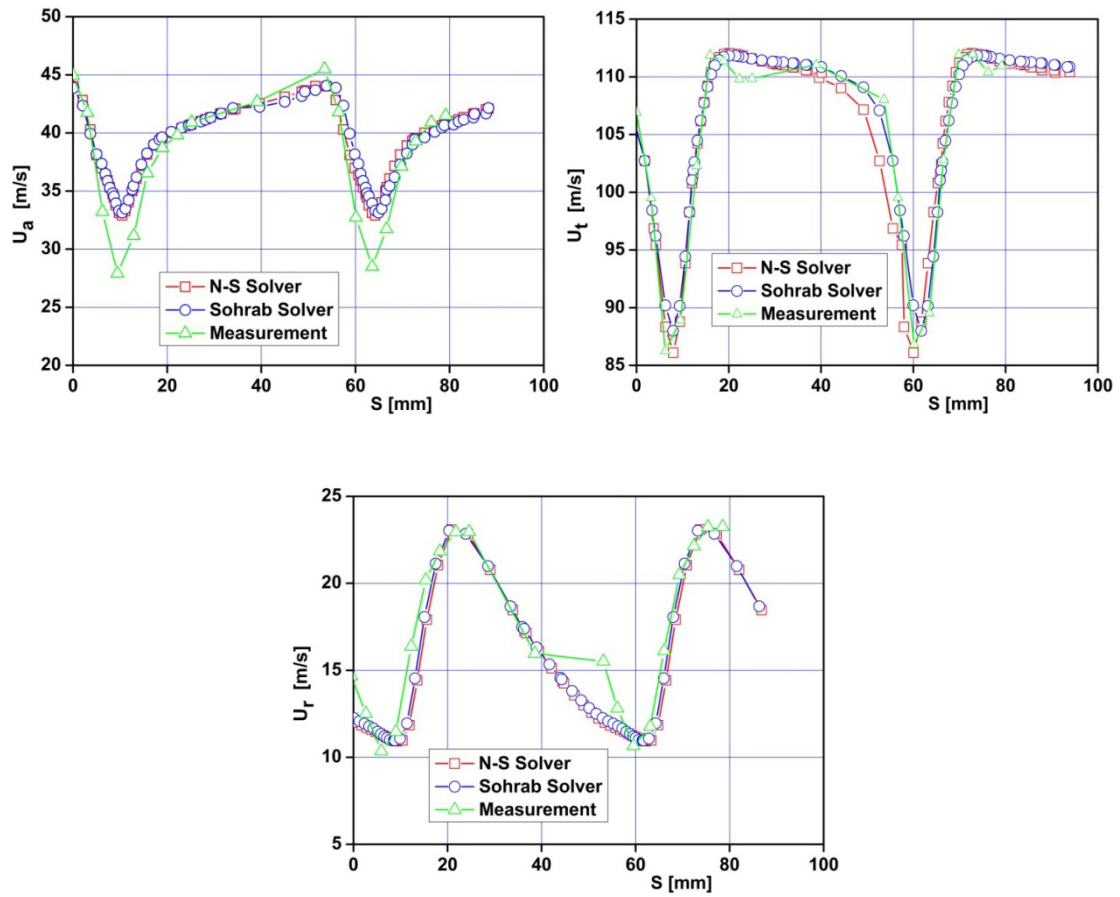 50
45
40
35
30
25
20
U_a [m/s]
N-S Solver
Sohrab Solver
Measurement
0 20 40 60 80 100
S [mm]
115
110
105
100
95
90
85
U_t [m/s]
N-S Solver
Sohrab Solver
Measurement
0 20 40 60 80 100
S [mm]
25
20
15
10
5
U_r [m/s]
N-S Solver
Sohrab Solver
Measurement
0 20 40 60 80 100
S [mm]